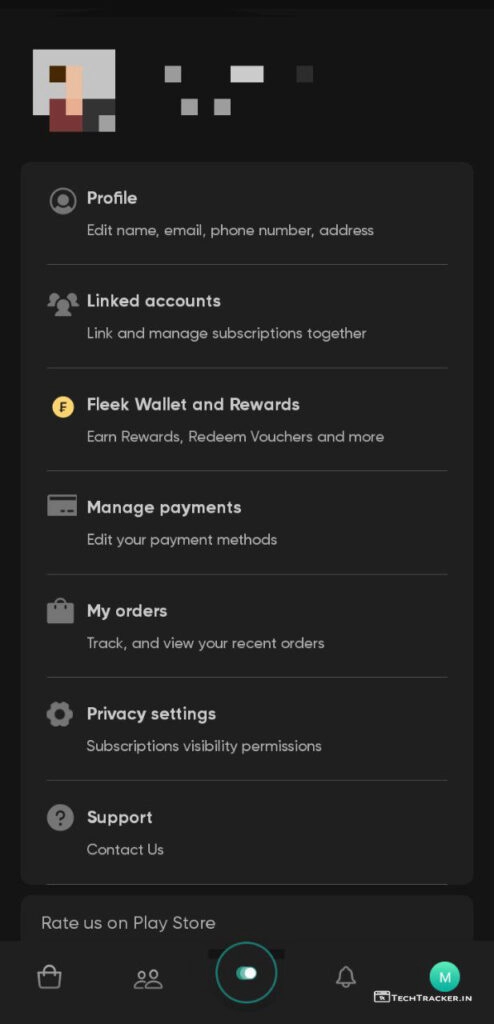 Profile
Edit name, email, phone number, address
Linked accounts
Link and manage subscriptions together
₣
Fleek Wallet and Rewards
Earn Rewards, Redeem Vouchers and more
Manage payments
Edit your payment methods
My orders
Track, and view your recent orders
Privacy settings
Subscriptions visibility permissions
?
Support
Contact Us
Rate us on Play Store
M
TECHTRACKER.IN